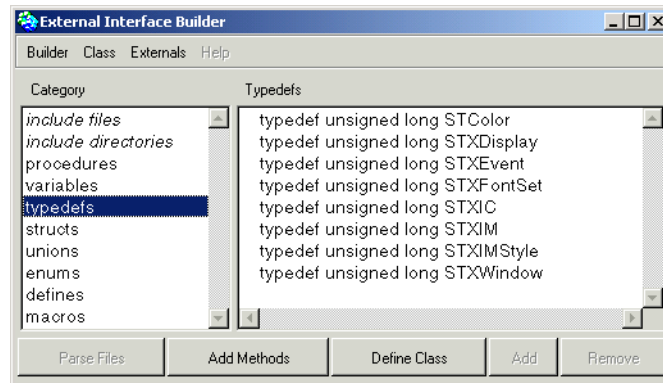 External Interface Builder
Builder Class Externals Help
Category Typedefs
include files
include directories
procedures
variables
typedefs
structs
unions
enums
defines
macros
typedef unsigned long STColor
typedef unsigned long STXDisplay
typedef unsigned long STXEvent
typedef unsigned long STXFontSet
typedef unsigned long STXIC
typedef unsigned long STXIM
typedef unsigned long STXIMStyle
typedef unsigned long STXWindow
Parse Files Add Methods Define Class Add Remove